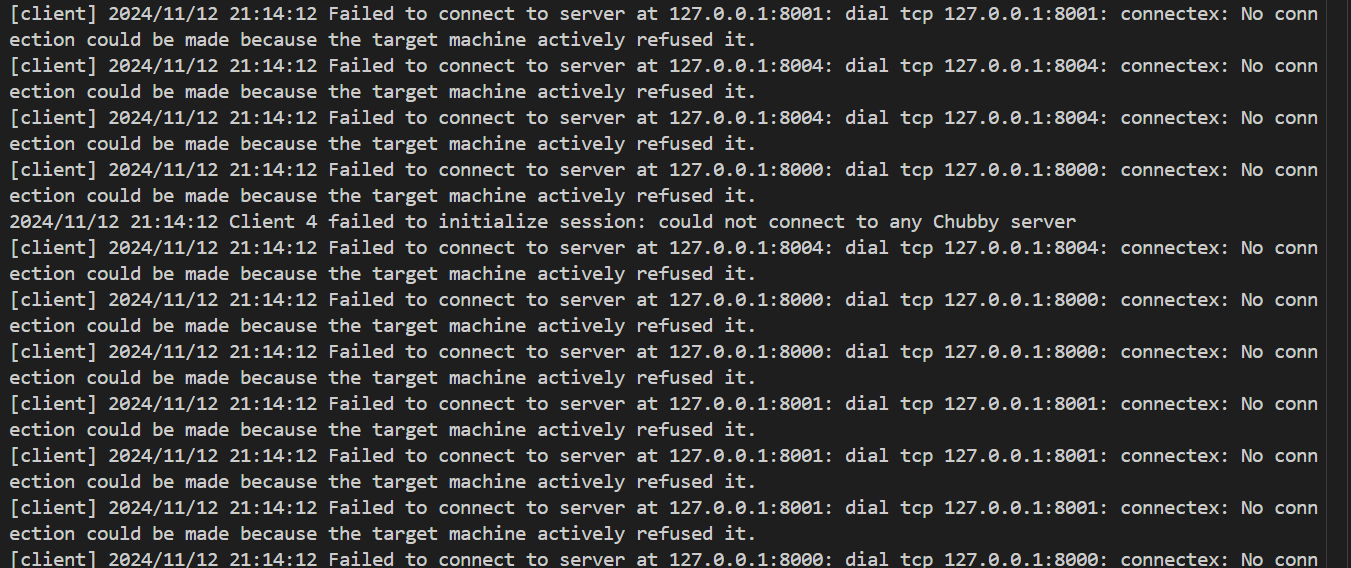 [client] 2024/11/12 21:14:12 Failed to connect to server at 127.0.0.1:8001: dial tcp 127.0.0.1:8001: connectex: No conn
ection could be made because the target machine actively refused it.
[client] 2024/11/12 21:14:12 Failed to connect to server at 127.0.0.1:8004: dial tcp 127.0.0.1:8004: connectex: No conn
ection could be made because the target machine actively refused it.
[client] 2024/11/12 21:14:12 Failed to connect to server at 127.0.0.1:8004: dial tcp 127.0.0.1:8004: connectex: No conn
ection could be made because the target machine actively refused it.
[client] 2024/11/12 21:14:12 Failed to connect to server at 127.0.0.1:8000: dial tcp 127.0.0.1:8000: connectex: No conn
ection could be made because the target machine actively refused it.
2024/11/12 21:14:12 Client 4 failed to initialize session: could not connect to any Chubby server
[client] 2024/11/12 21:14:12 Failed to connect to server at 127.0.0.1:8004: dial tcp 127.0.0.1:8004: connectex: No conn
ection could be made because the target machine actively refused it.
[client] 2024/11/12 21:14:12 Failed to connect to server at 127.0.0.1:8000: dial tcp 127.0.0.1:8000: connectex: No conn
ection could be made because the target machine actively refused it.
[client] 2024/11/12 21:14:12 Failed to connect to server at 127.0.0.1:8000: dial tcp 127.0.0.1:8000: connectex: No conn
ection could be made because the target machine actively refused it.
[client] 2024/11/12 21:14:12 Failed to connect to server at 127.0.0.1:8001: dial tcp 127.0.0.1:8001: connectex: No conn
ection could be made because the target machine actively refused it.
[client] 2024/11/12 21:14:12 Failed to connect to server at 127.0.0.1:8001: dial tcp 127.0.0.1:8001: connectex: No conn
ection could be made because the target machine actively refused it.
[client] 2024/11/12 21:14:12 Failed to connect to server at 127.0.0.1:8001: dial tcp 127.0.0.1:8001: connectex: No conn
ection could be made because the target machine actively refused it.
[client] 2024/11/12 21:14:12 Failed to connect to server at 127.0.0.1:8000: dial tcp 127.0.0.1:8000: connectex: No conn